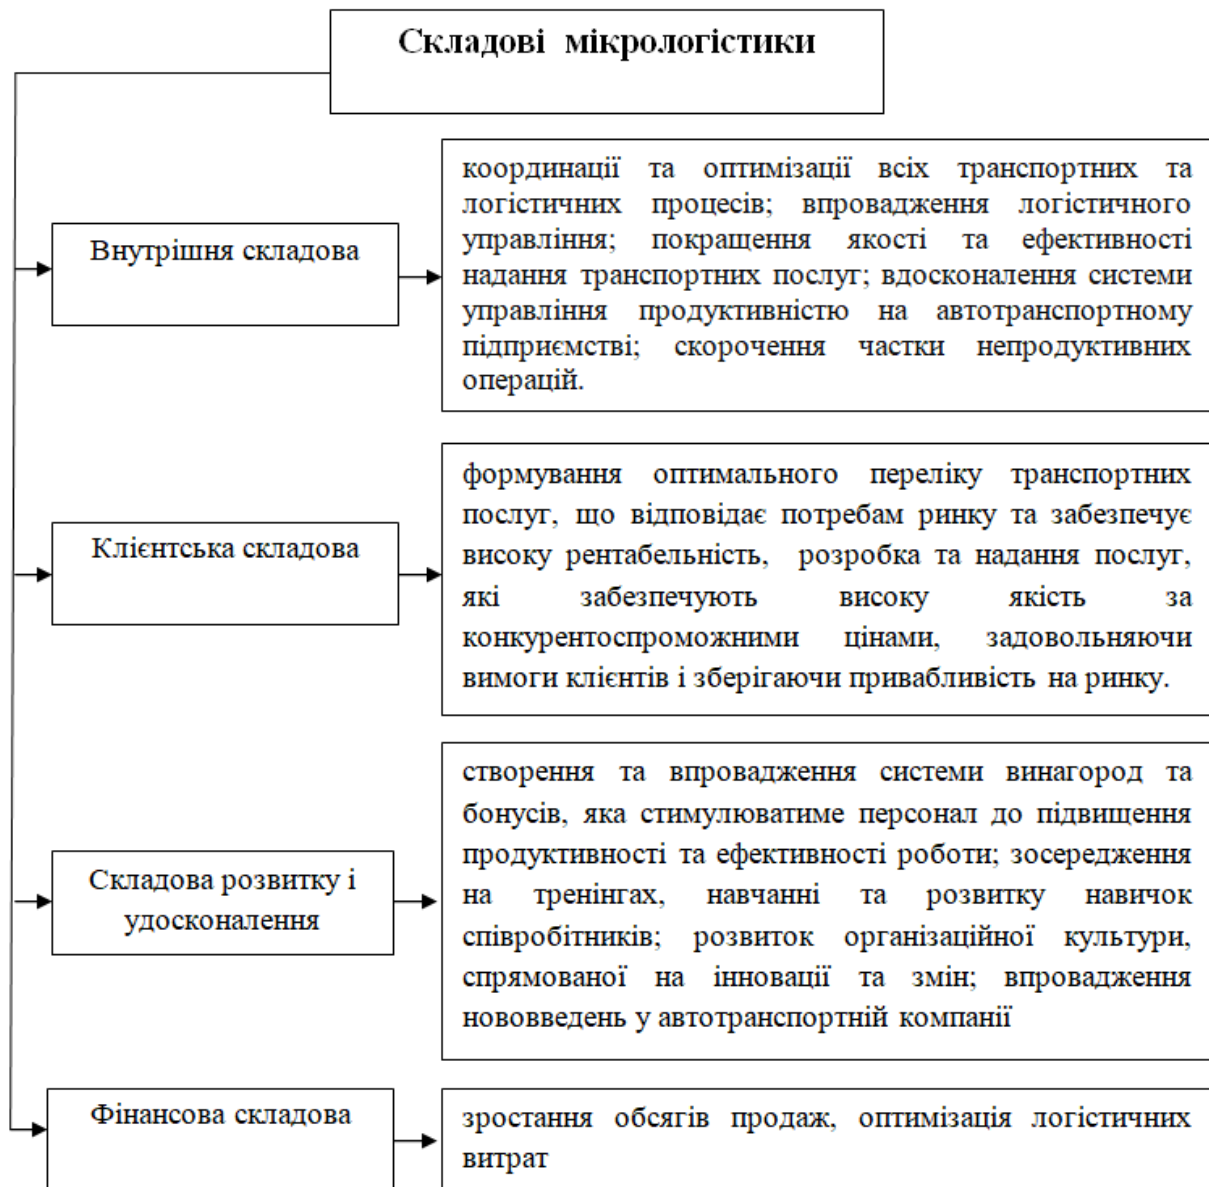 Складові мікрологістики
Внутрішня складова
координації та оптимізації всіх транспортних та
логістичних процесів; впровадження логістичного
управління; покращення якості та ефективності
надання транспортних послуг; вдосконалення системи
управління продуктивністю на автотранспортному
підприємстві; скорочення частки непродуктивних
операцій.
Клієнтська складова
формування оптимального переліку транспортних
послуг, що відповідає потребам ринку та забезпечує
високу рентабельність, розробка та надання послуг,
які забезпечують високу якість за
конкурентоспроможними цінами, задовольняючи
вимоги клієнтів і зберігаючи привабливість на ринку.
Складова розвитку і
удосконалення
створення та впровадження системи винагород та
бонусів, яка стимулюватиме персонал до підвищення
продуктивності та ефективності роботи; зосередження
на тренінгах, навчанні та розвитку навичок
співробітників; розвиток організаційної культури,
спрямованої на інновації та змін; впровадження
нововведень у автотранспортній компанії
Фінансова складова
зростання обсягів продаж, оптимізація логістичних
витрат